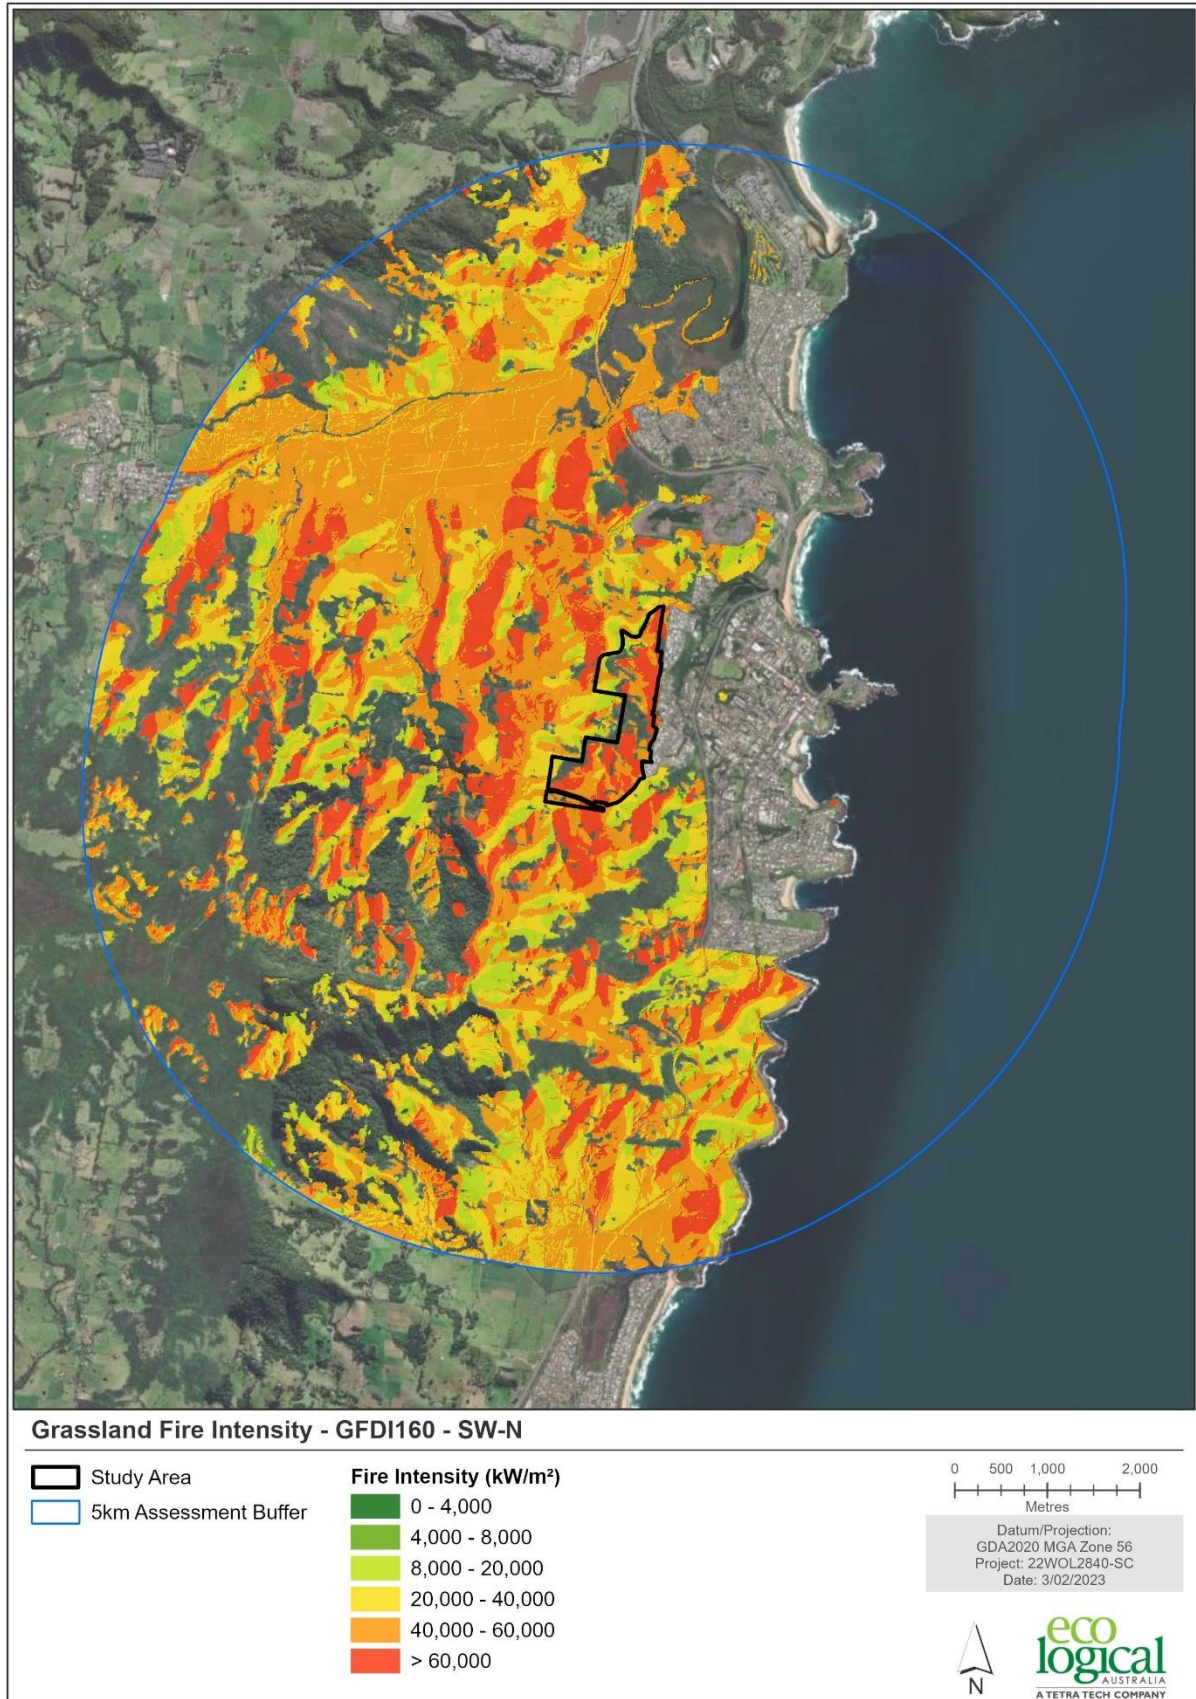 Grassland Fire Intensity - GFDI160 - SW-N
Study Area
5km Assessment Buffer
Fire Intensity (kW/m²)
0 - 4,000
4,000 - 8,000
8,000 - 20,000
20,000 - 40,000
40,000 - 60,000
> 60,000
0 500 1,000 2,000
Metres
Datum/Projection:
GDA2020 MGA Zone 56
Project: 22WOL2840-SC
Date: 3/02/2023
N
eco
logical
AUSTRALIA
A TETRA TECH COMPANY